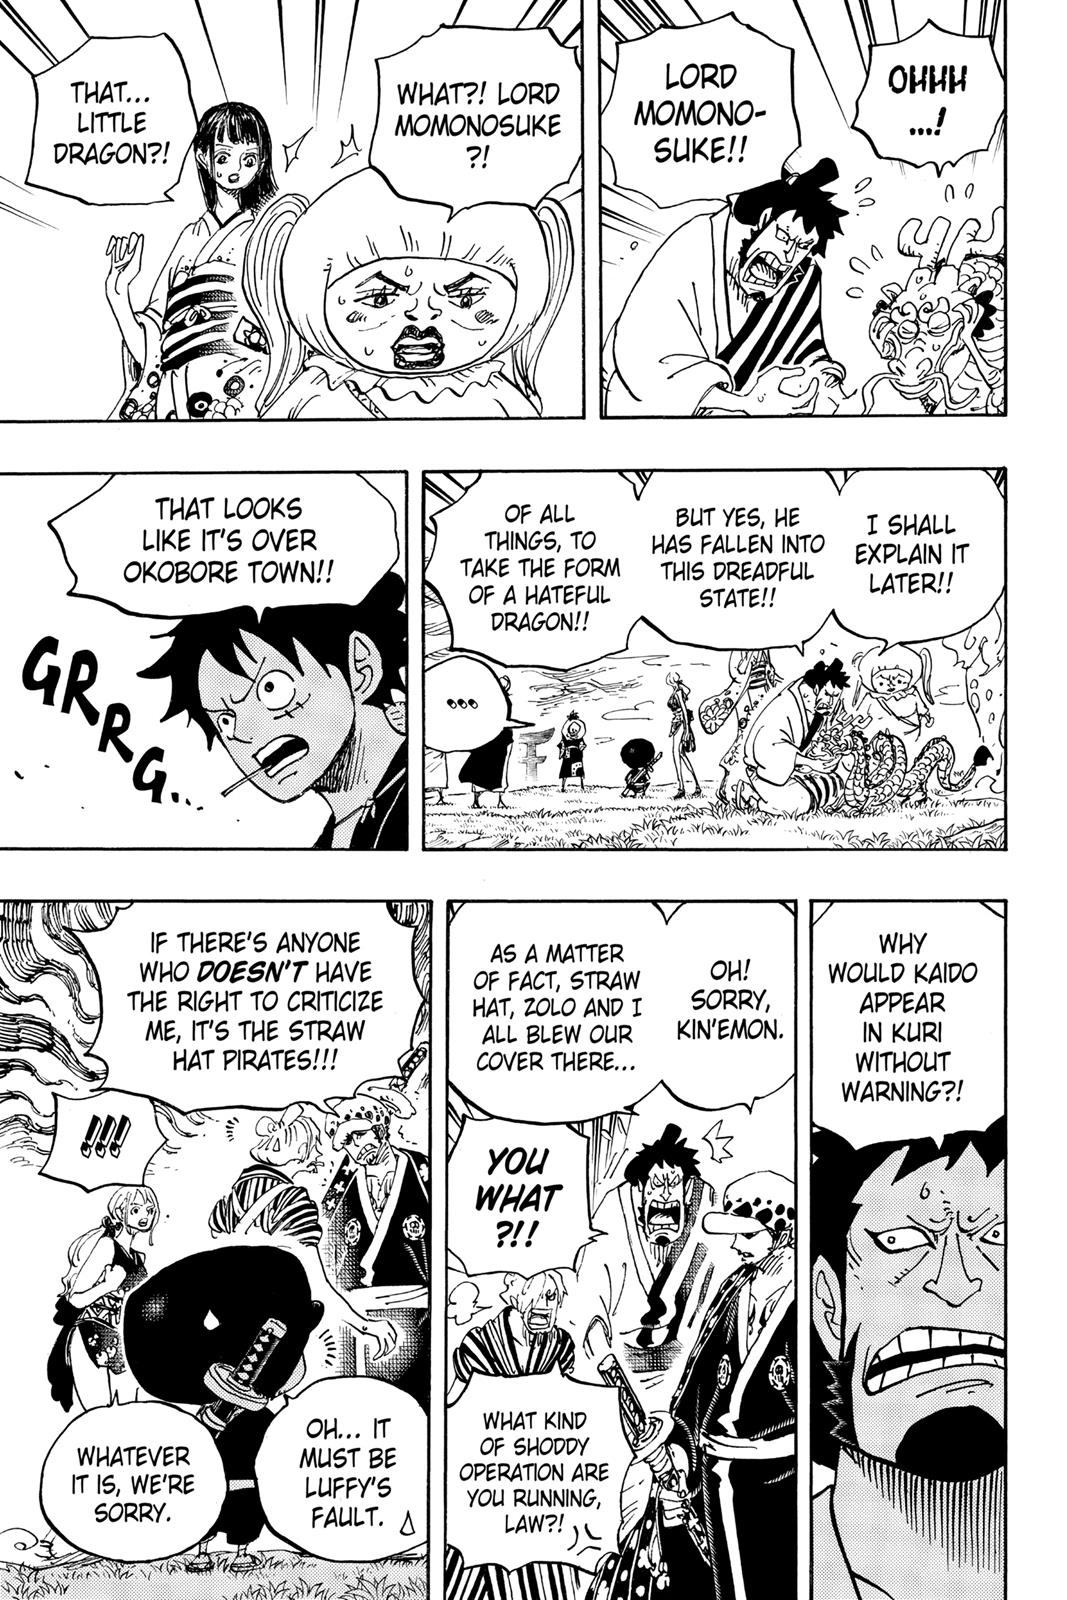 OHHH
...!
LORD
MOMONO-
SUKE!!
WHAT?! LORD
MOMONOSUKE
?!
THAT...
LITTLE
DRAGON?!
I SHALL
EXPLAIN IT
LATER!!
BUT YES, HE
HAS FALLEN INTO
THIS DREADFUL
STATE!!
OF ALL
THINGS, TO
TAKE THE FORM
OF A HATEFUL
DRAGON!!
...
THAT LOOKS
LIKE IT'S OVER
OKOBORE TOWN!!
GRRRG...
WHY
WOULD KAIDO
APPEAR
IN KURI
WITHOUT
WARNING?!
OH!
SORRY,
KIN'EMON.
AS A MATTER
OF FACT, STRAW
HAT, ZOLO AND I
ALL BLEW OUR
COVER THERE...
YOU
WHAT
?!!
WHAT KIND
OF SHODDY
OPERATION ARE
YOU RUNNING,
LAW?!
IF THERE'S ANYONE
WHO DOESN'T HAVE
THE RIGHT TO CRITICIZE
ME, IT'S THE STRAW
HAT PIRATES!!!
!!!
OH... IT
MUST BE
LUFFY'S
FAULT.
WHATEVER
IT IS, WE'RE
SORRY.